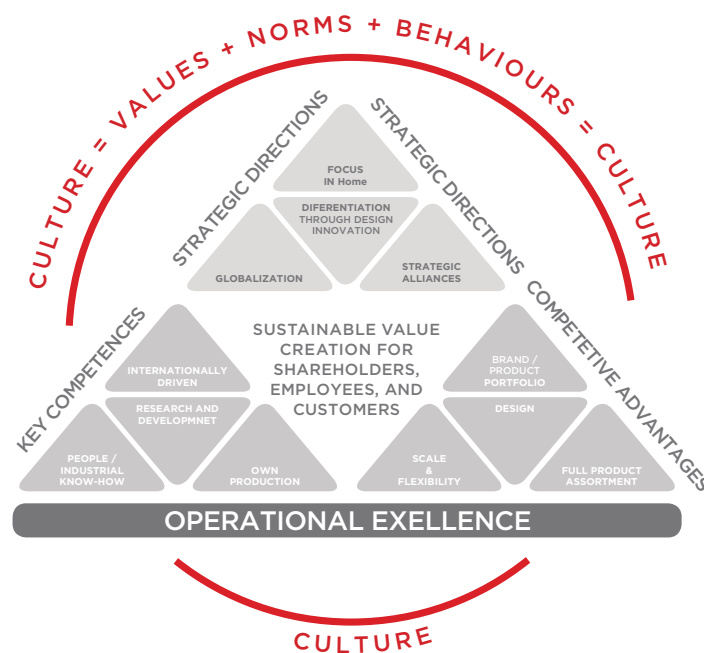 CULTURE = VALUES + NORMS + BEHAVIOURS = CULTURE
STRATEGIC DIRECTIONS
STRATEGIC DIRECTIONS
FOCUS
IN Home
DIFERENTIATION
THROUGH DESIGN
INNOVATION
GLOBALIZATION
STRATEGIC
ALLIANCES
KEY COMPETENCES
INTERNATIONALLY
DRIVEN
RESEARCH AND
DEVELOPMNET
PEOPLE /
INDUSTRIAL
KNOW-HOW
OWN
PRODUCTION
SUSTAINABLE VALUE
CREATION FOR
SHAREHOLDERS,
EMPLOYEES, AND
CUSTOMERS
COMPETETIVE ADVANTAGES
BRAND /
PRODUCT
PORTFOLIO
DESIGN
SCALE
&
FLEXIBILITY
FULL PRODUCT
ASSORTMENT
OPERATIONAL EXELLENCE
CULTURE